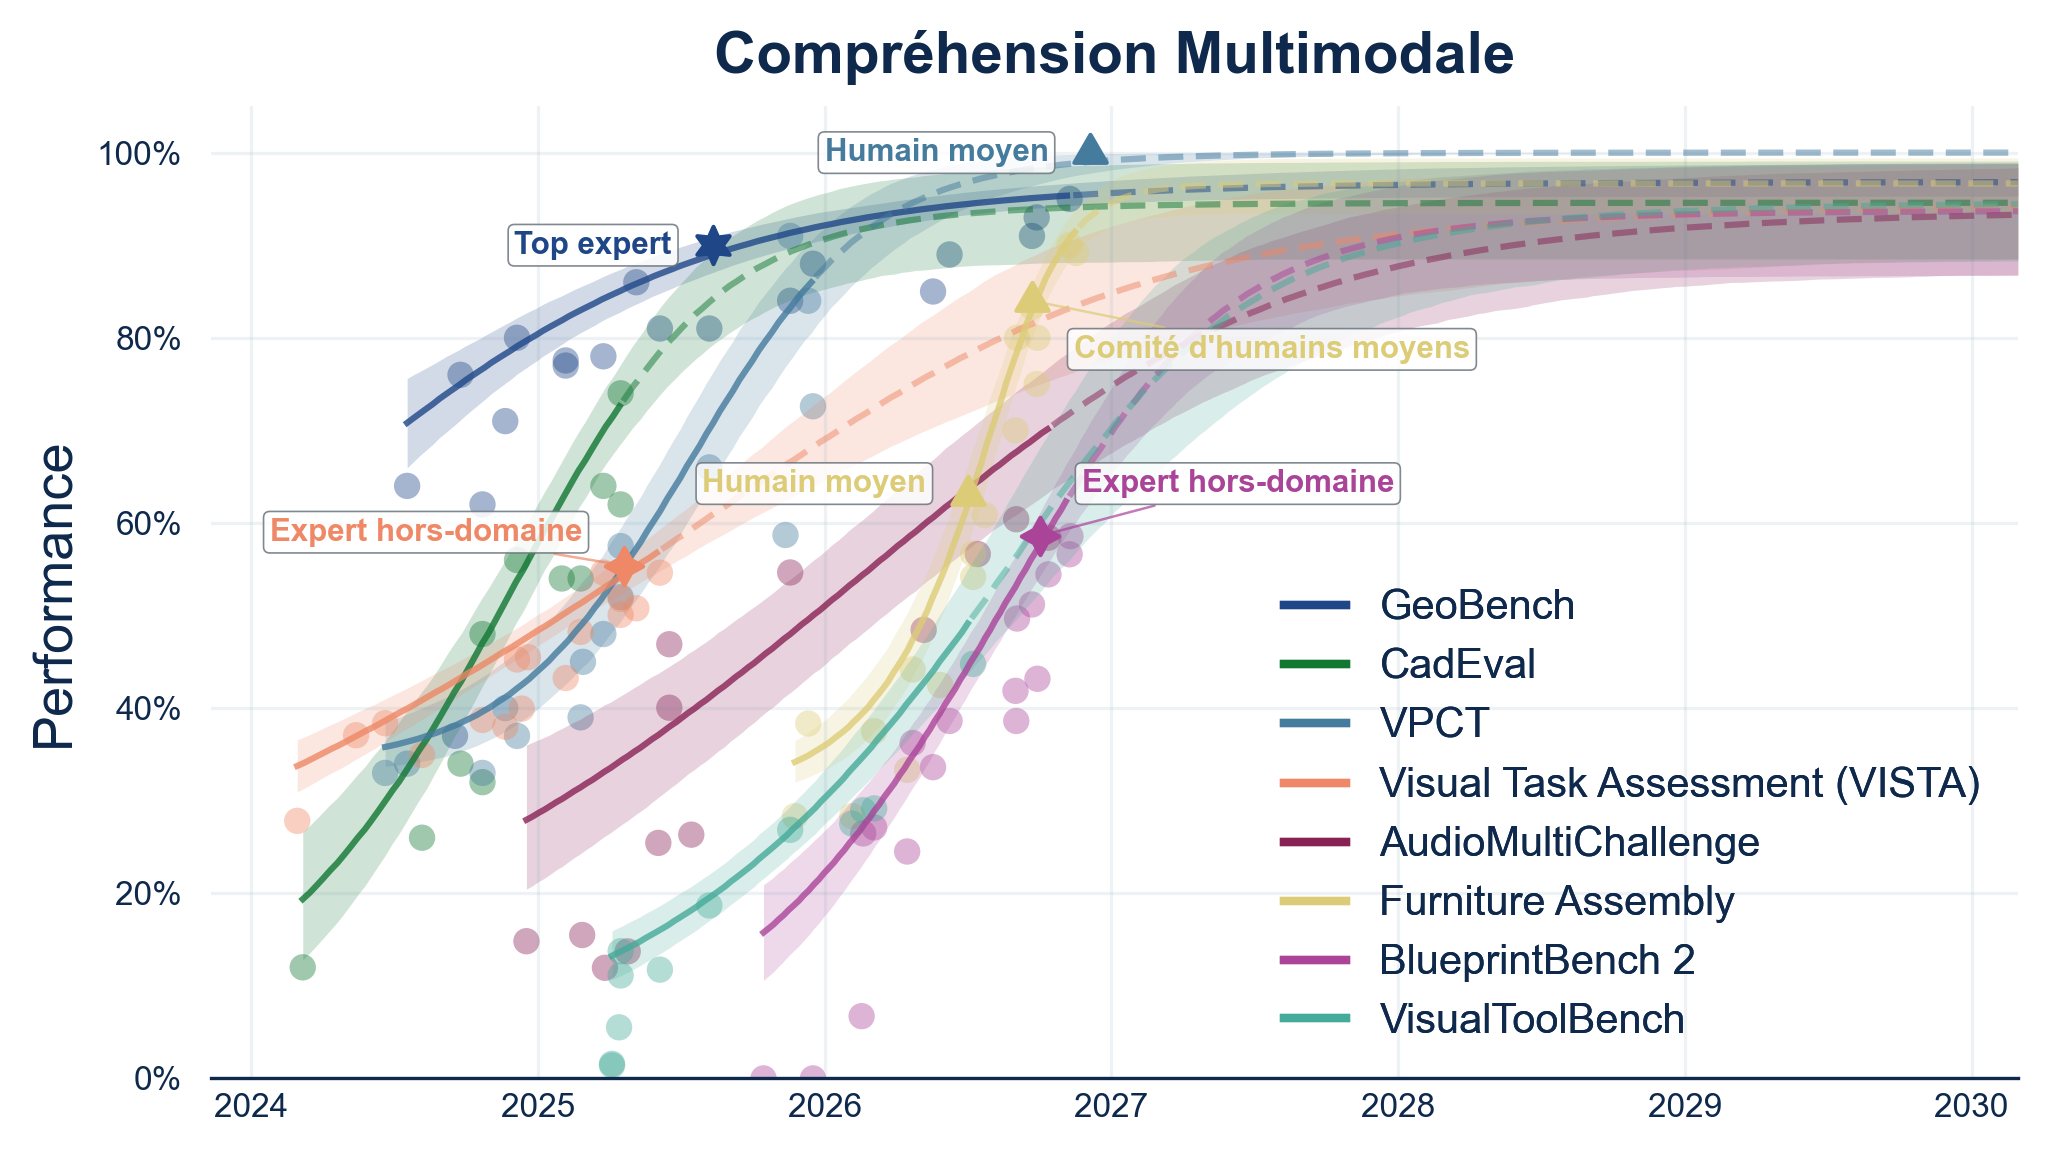 Compréhension Multimodale
Performance
100%
80%
60%
40%
20%
0%
2024
2025
2026
2027
2028
2029
2030
Humain moyen
Top expert
Comité d'humains moyens
Humain moyen
Expert hors-domaine
Expert hors-domaine
GeoBench
CadEval
VPCT
Visual Task Assessment (VISTA)
AudioMultiChallenge
Furniture Assembly
BlueprintBench 2
VisualToolBench